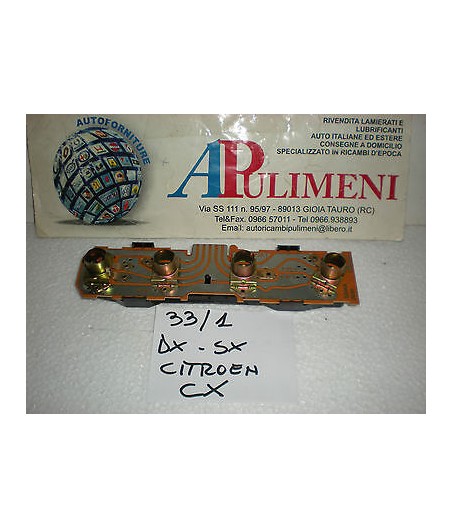 AUTOFORNITURE
RIVENDITA LAMIERATI E
LUBRIFICANTI
AUTO ITALIANE ED ESTERE
CONSEGNE A DOMICILIO
SPECIALIZZATO IN RICAMBI D'EPOCA
APULIMENI
Via SS 111 n. 95/97 - 89013 GIOIA TAURO (RC)
Tel&Fax. 0966 57011 - Tel 0966.938893
Email: autoricambipulimeni@libero.it
33/1
DX - SX
CITROEN
CX